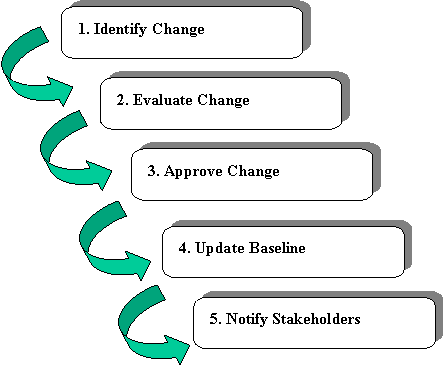 1. Identify Change
2. Evaluate Change
3. Approve Change
4. Update Baseline
5. Notify Stakeholders